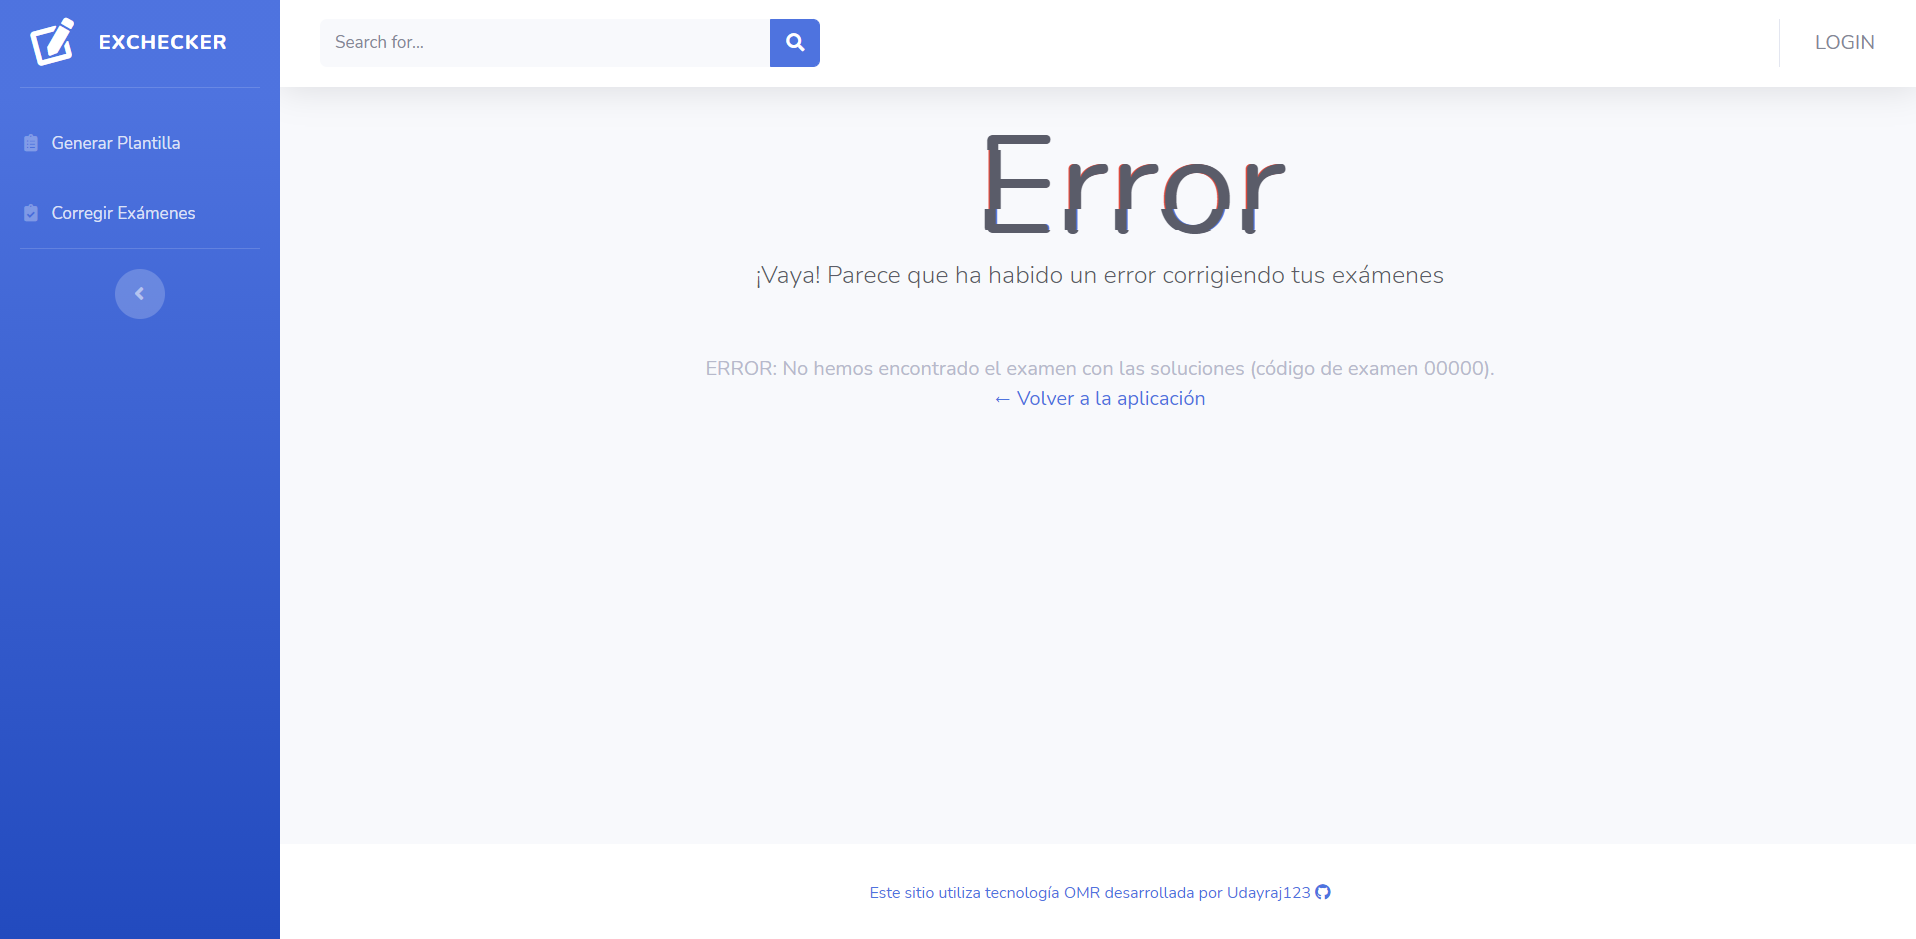 EXCHECKER
Search for...
LOGIN
Generar Plantilla
Corregir Exámenes
Error
¡Vaya! Parece que ha habido un error corrigiendo tus exámenes
ERROR: No hemos encontrado el examen con las soluciones (código de examen 00000).
← Volver a la aplicación
Este sitio utiliza tecnología OMR desarrollada por Udayraj123